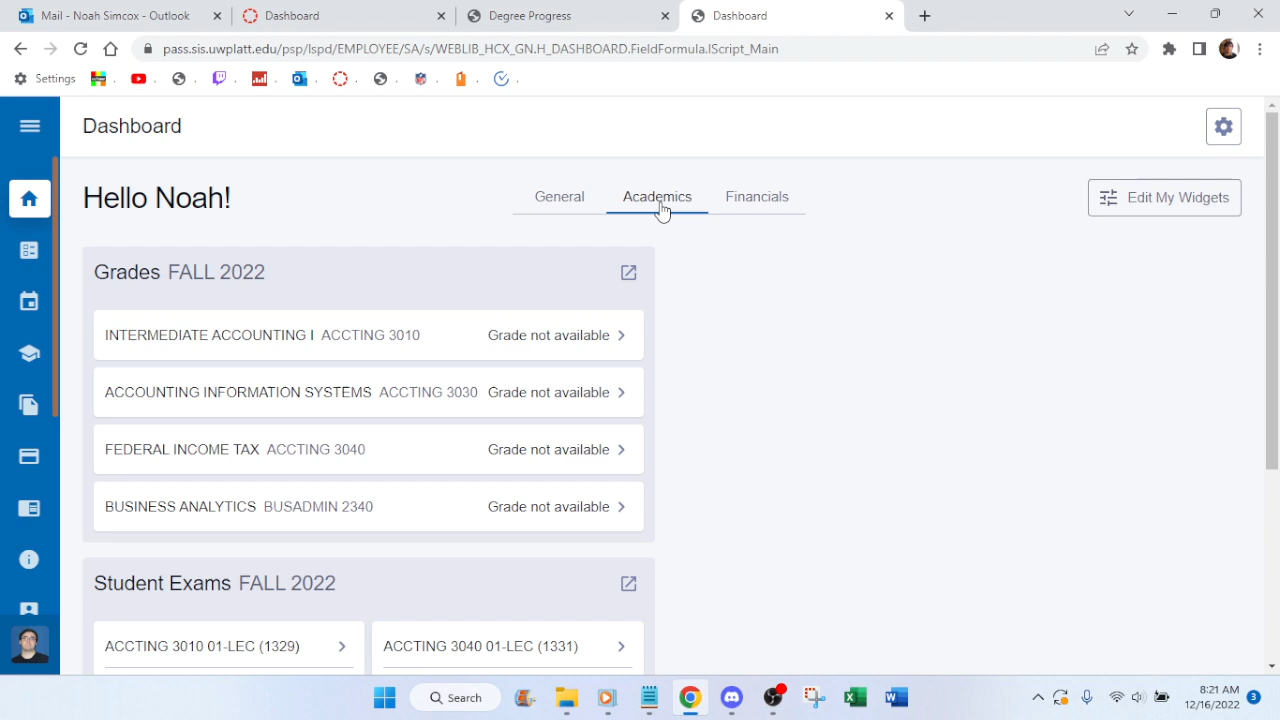 Mail - Noah Simcox - Outlook
Dashboard
Degree Progress
Dashboard
pass.sis.uwplatt.edu/psp/lspd/EMPLOYEE/SA/s/WEBLIB_HCX_GN.H_DASHBOARD.FieldFormula.IScript_Main
Settings
Dashboard
Hello Noah!
General Academics Financials
Edit My Widgets
Grades FALL 2022
INTERMEDIATE ACCOUNTING I ACCTING 3010 Grade not available
ACCOUNTING INFORMATION SYSTEMS ACCTING 3030 Grade not available
FEDERAL INCOME TAX ACCTING 3040 Grade not available
BUSINESS ANALYTICS BUSADMIN 2340 Grade not available
Student Exams FALL 2022
ACCTING 3010 01-LEC (1329) ACCTING 3040 01-LEC (1331)
Search
8:21 AM
12/16/2022
3